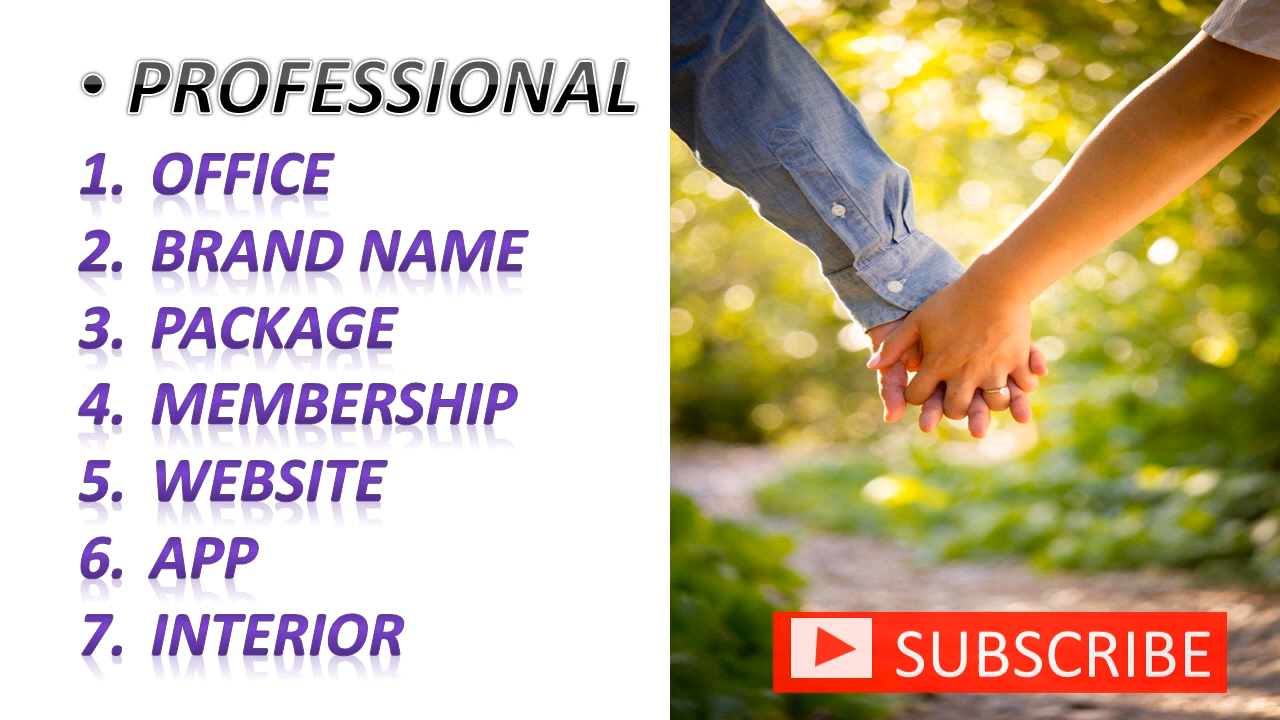 • PROFESSIONAL
1. OFFICE
2. BRAND NAME
3. PACKAGE
4. MEMBERSHIP
5. WEBSITE
6. APP
7. INTERIOR
SUBSCRIBE